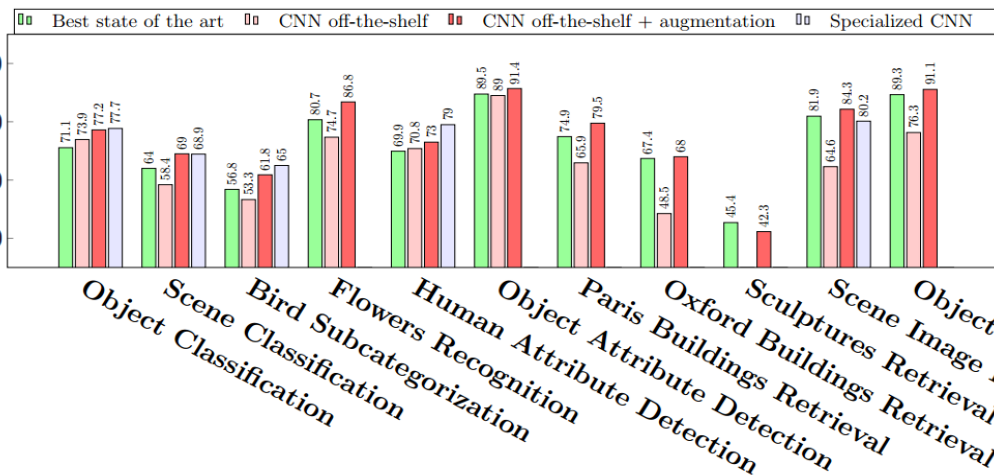 Best state of the art CNN off-the-shelf CNN off-the-shelf + augmentation Specialized CNN
71.1 73.9 77.2 77.7
64 58.4 69 68.9
56.8 53.3 61.8 65
80.7 74.7 86.8
69.9 70.8 73 79
89.5 89 91.4
74.9 65.9 79.5
67.4 48.5 68
45.4 42.3
81.9 64.6 84.3 80.2
89.3 76.3 91.1
Object Classification
Scene Classification
Bird Subcategorization
Flowers Recognition
Human Attribute Detection
Object Attribute Detection
Paris Buildings Retrieval
Oxford Buildings Retrieval
Sculptures Retrieval
Scene Image
Object